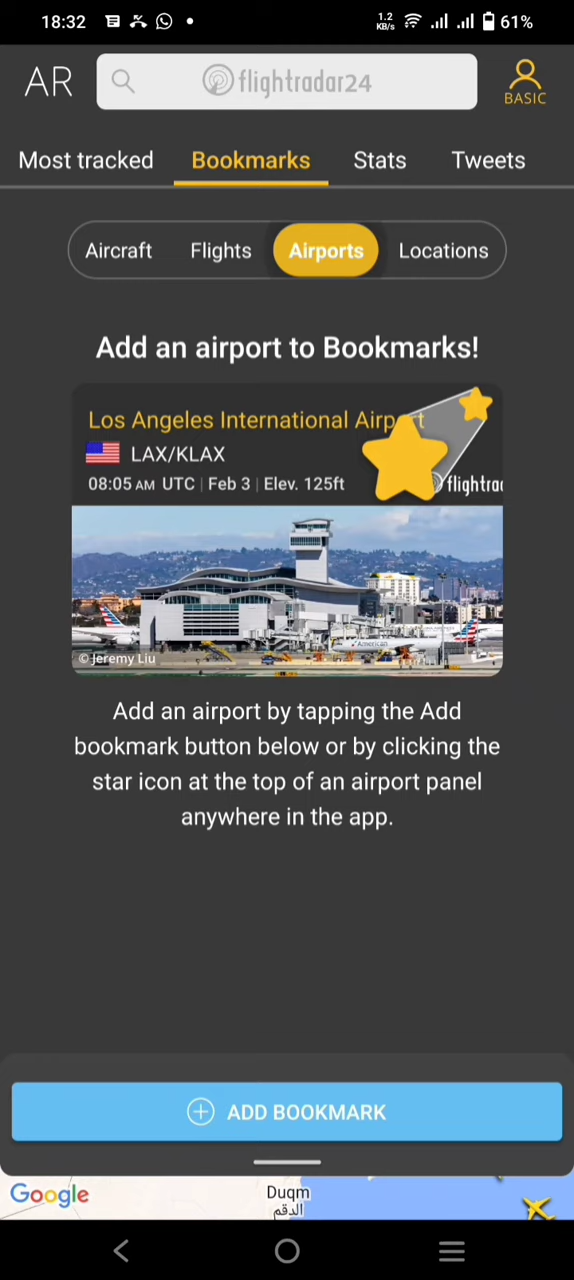 18:32
1.2
KB/s
61%
AR
flightradar24
BASIC
Most tracked
Bookmarks
Stats
Tweets
Aircraft
Flights
Airports
Locations
Add an airport to Bookmarks!
Los Angeles International Airport
LAX/KLAX
08:05 AM UTC | Feb 3 | Elev. 125ft
flightrad
American
© Jeremy Liu
Add an airport by tapping the Add
bookmark button below or by clicking the
star icon at the top of an airport panel
anywhere in the app.
ADD BOOKMARK
Google
Duqm
الدقم